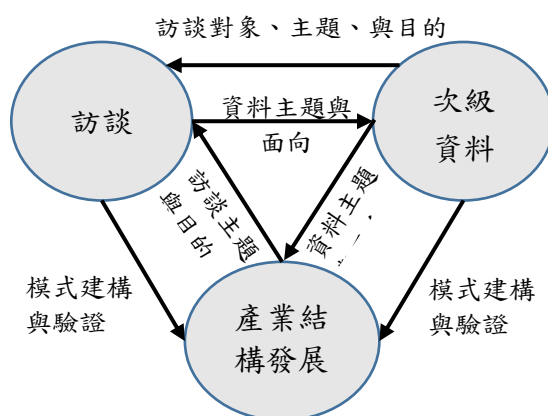 訪談對象、主題、與目的
訪談
資料主題與
面向
次級
資料
訪談主題
與目的
資料主題
模式建構
與驗證
產業結
構發展
模式建構
與驗證